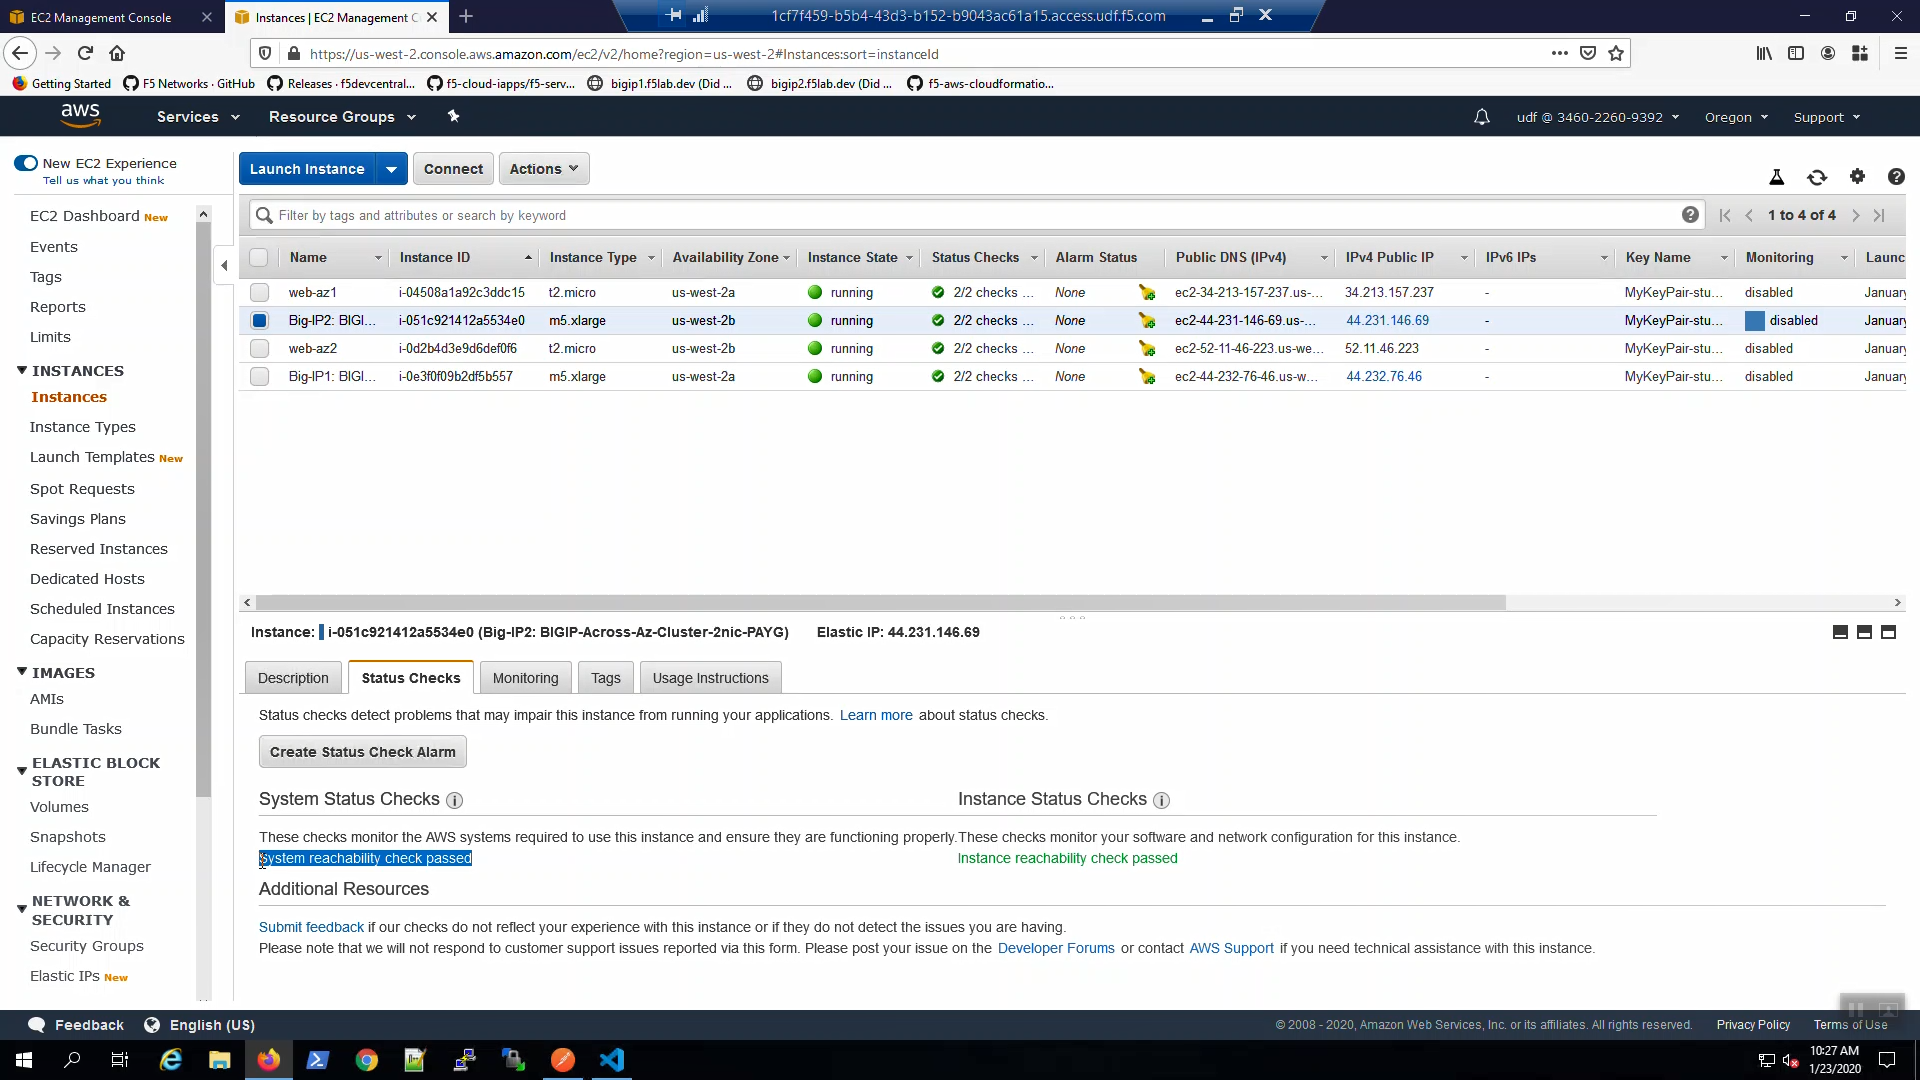 EC2 Management Console
Instances | EC2 Management C
1cf7f459-b5b4-43d3-b152-b9043ac61a15.access.udf.f5.com
https://us-west-2.console.aws.amazon.com/ec2/v2/home?region=us-west-2#Instances:sort=instanceId
Getting Started
F5 Networks · GitHub
Releases · f5devcentral...
f5-cloud-iapps/f5-serv...
bigip1.f5lab.dev (Did ...
bigip2.f5lab.dev (Did ...
f5-aws-cloudformatio...
aws
Services
Resource Groups
udf @ 3460-2260-9392
Oregon
Support
New EC2 Experience
Tell us what you think
EC2 Dashboard New
Events
Tags
Reports
Limits
INSTANCES
Instances
Instance Types
Launch Templates New
Spot Requests
Savings Plans
Reserved Instances
Dedicated Hosts
Scheduled Instances
Capacity Reservations
IMAGES
AMIs
Bundle Tasks
ELASTIC BLOCK
STORE
Volumes
Snapshots
Lifecycle Manager
NETWORK &
SECURITY
Security Groups
Elastic IPs New
Launch Instance
Connect
Actions
Filter by tags and attributes or search by keyword
1 to 4 of 4
Name Instance ID Instance Type Availability Zone Instance State Status Checks Alarm Status Public DNS (IPv4) IPv4 Public IP IPv6 IPs Key Name Monitoring Launc
web-az1 i-04508a1a92c3ddc15 t2.micro us-west-2a running 2/2 checks ... None ec2-34-213-157-237.us-... 34.213.157.237 - MyKeyPair-stu... disabled January
Big-IP2: BIGI... i-051c921412a5534e0 m5.xlarge us-west-2b running 2/2 checks ... None ec2-44-231-146-69.us-... 44.231.146.69 - MyKeyPair-stu... disabled January
web-az2 i-0d2b4d3e9d6def0f6 t2.micro us-west-2b running 2/2 checks ... None ec2-52-11-46-223.us-we... 52.11.46.223 - MyKeyPair-stu... disabled January
Big-IP1: BIGI... i-0e3f0f09b2df5b557 m5.xlarge us-west-2a running 2/2 checks ... None ec2-44-232-76-46.us-w... 44.232.76.46 - MyKeyPair-stu... disabled January
Instance: i-051c921412a5534e0 (Big-IP2: BIGIP-Across-Az-Cluster-2nic-PAYG) Elastic IP: 44.231.146.69
Description
Status Checks
Monitoring
Tags
Usage Instructions
Status checks detect problems that may impair this instance from running your applications. Learn more about status checks.
Create Status Check Alarm
System Status Checks
Instance Status Checks
These checks monitor the AWS systems required to use this instance and ensure they are functioning properly.
These checks monitor your software and network configuration for this instance.
System reachability check passed
Instance reachability check passed
Additional Resources
Submit feedback if our checks do not reflect your experience with this instance or if they do not detect the issues you are having.
Please note that we will not respond to customer support issues reported via this form. Please post your issue on the Developer Forums or contact AWS Support if you need technical assistance with this instance.
Feedback
English (US)
© 2008 - 2020, Amazon Web Services, Inc. or its affiliates. All rights reserved.
Privacy Policy
Terms of Use
10:27 AM
1/23/2020